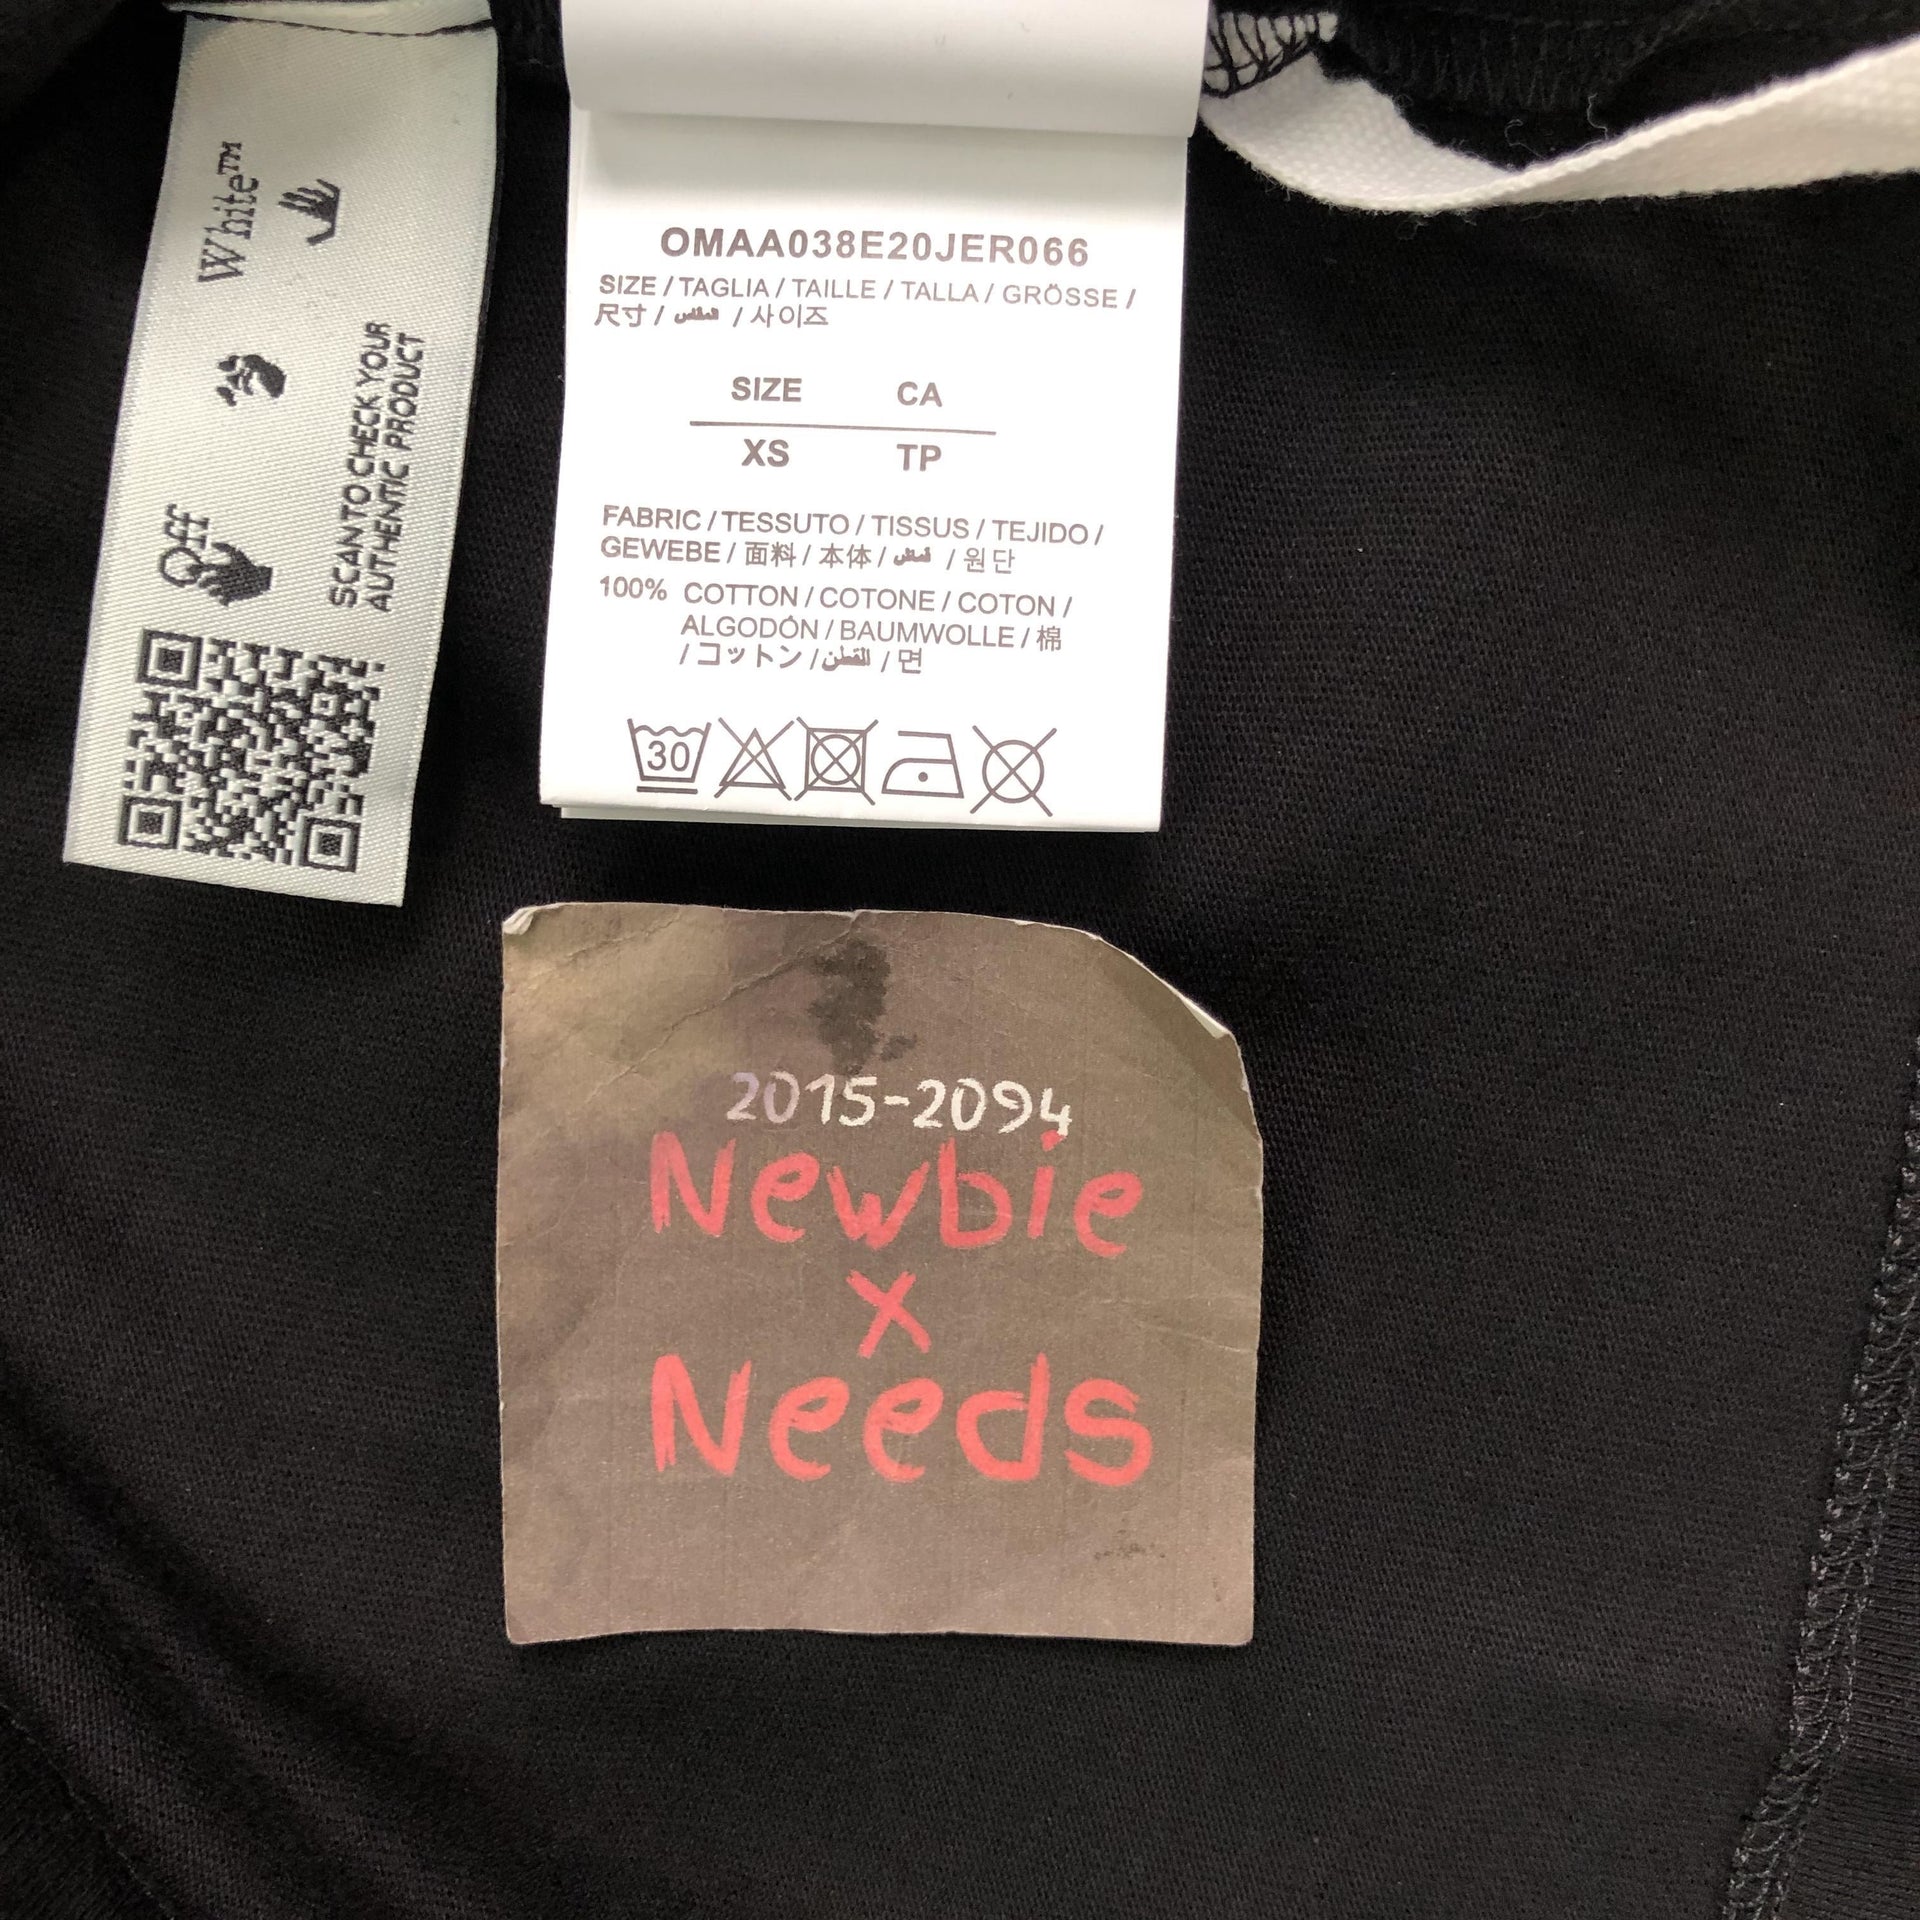 Off White™
SCAN TO CHECK YOUR
AUTHENTIC PRODUCT
OMAA038E20JER066
SIZE / TAGLIA / TAILLE / TALLA / GRÖSSE /
尺寸 / المقاس / 사이즈
SIZE CA
XS TP
FABRIC / TESSUTO / TISSUS / TEJIDO /
GEWEBE / 面料 / 本体 / قماش / 원단
100% COTTON / COTONE / COTON /
ALGODÓN / BAUMWOLLE / 棉
/ コットン / القطن / 면
30
2015-2094
Newbie
x
Needs